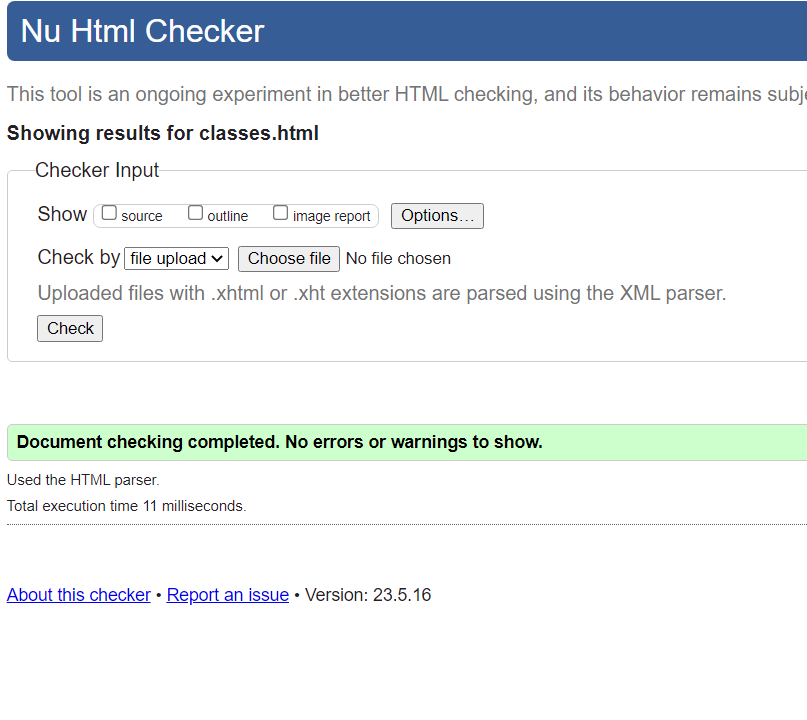 Nu Html Checker
This tool is an ongoing experiment in better HTML checking, and its behavior remains
Showing results for classes.html
Checker Input
Show source outline image report Options…
Check by file upload Choose file No file chosen
Uploaded files with .xhtml or .xht extensions are parsed using the XML parser.
Check
Document checking completed. No errors or warnings to show.
Used the HTML parser.
Total execution time 11 milliseconds.
About this checker • Report an issue • Version: 23.5.16